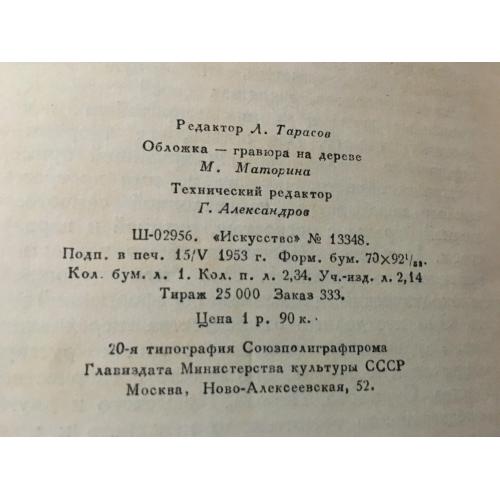 Редактор Л. Тарасов
Обложка — гравюра на дереве
М. Маторина
Технический редактор
Г. Александров
Ш-02956. «Искусство» № 13348.
Подп. в печ. 15/V 1953 г. Форм. бум. 70×92¹/₃₂.
Кол. бум. л. 1. Кол. п. л. 2,34. Уч.-изд. л. 2,14
Тираж 25 000 Заказ 333.
Цена 1 р. 90 к.
20-я типография Союзполиграфпрома
Главиздата Министерства культуры СССР
Москва, Ново-Алексеевская, 52.